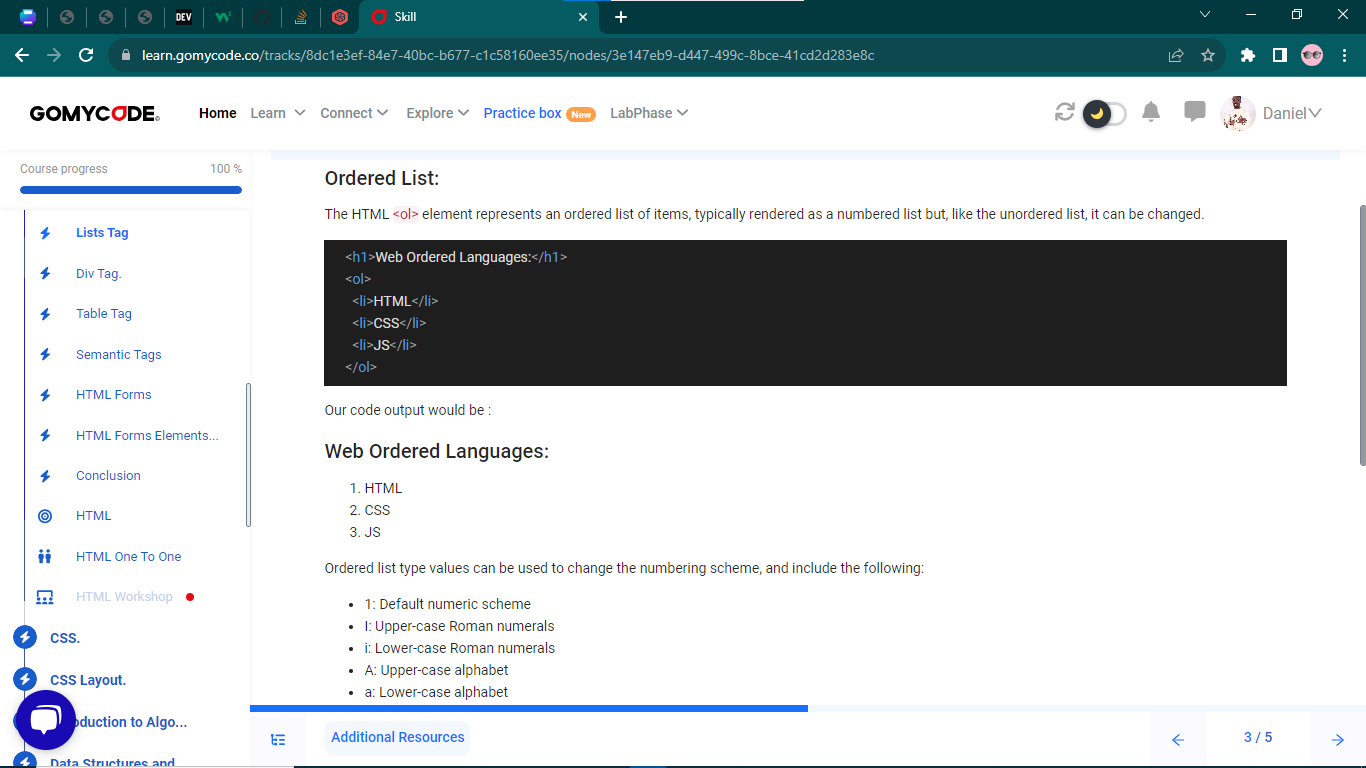 DEV
Skill
learn.gomycode.co/tracks/8dc1e3ef-84e7-40bc-b677-c1c58160ee35/nodes/3e147eb9-d447-499c-8bce-41cd2d283e8c
GOMYCODE
Home Learn Connect Explore Practice box New LabPhase Daniel
Course progress 100 %
Lists Tag
Div Tag.
Table Tag
Semantic Tags
HTML Forms
HTML Forms Elements...
Conclusion
HTML
HTML One To One
HTML Workshop
CSS.
CSS Layout.
oduction to Algo...
Data Structures and
Ordered List:
The HTML <ol> element represents an ordered list of items, typically rendered as a numbered list but, like the unordered list, it can be changed.
<h1>Web Ordered Languages:</h1>
<ol>
<li>HTML</li>
<li>CSS</li>
<li>JS</li>
</ol>
Our code output would be :
Web Ordered Languages:
1. HTML
2. CSS
3. JS
Ordered list type values can be used to change the numbering scheme, and include the following:
• 1: Default numeric scheme
• I: Upper-case Roman numerals
• i: Lower-case Roman numerals
• A: Upper-case alphabet
• a: Lower-case alphabet
Additional Resources
3 / 5